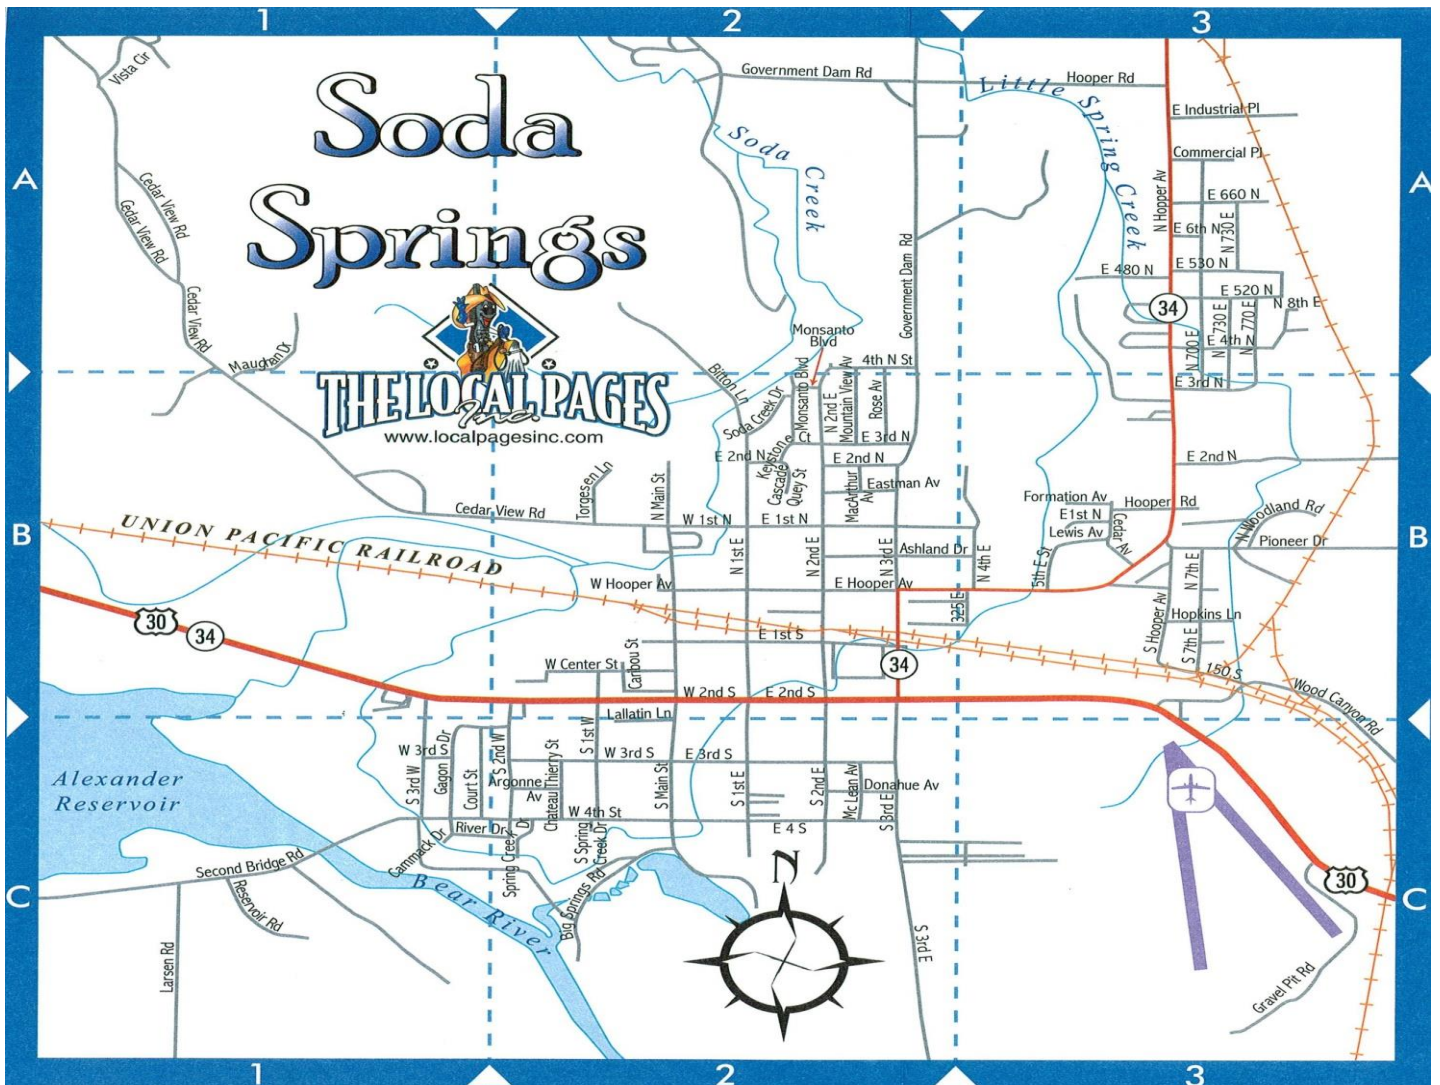 1
2
3
Vista Cir
Soda
Springs
Government Dam Rd
Hooper Rd
Little Spring Creek
E Industrial Pl
Soda
Creek
Commercial Pl
A
A
Cedar View Rd
Cedar View Rd
N Hopper Av
E 660 N
E 6th N
N 730 E
Government Dam Rd
E 530 N
E 480 N
E 520 N
N 8th E
34
Cedar View Rd
Monsanto
Blvd
N 700 E
N 730 E
N 770 E
E 4th N
Maughan Dr
4th N St
THE LOCAL PAGES
Inc.
www.localpagesinc.com
Bitton Ln
Soda Creek Dr
Monsanto Blvd
N 2nd E
Mountain View Av
Rose Av
E 3rd N
Keystone
Ct
E 3rd N
E 2nd N
E 2nd N
E 2nd N
Cascade
Quey St
MacArthur
Av
Eastman Av
Torgesen Ln
N Main St
Formation Av
Hooper Rd
E1st N
Cedar View Rd
W 1st N
E 1st N
Lewis Av
Cedar Av
N Woodland Rd
Pioneer Dr
B
B
UNION PACIFIC RAILROAD
N 1st E
N 2nd E
N 3rd E
Ashland Dr
N 4th E
5th E St
N 7th E
W Hooper Av
E Hooper Av
325 E
S Hooper Av
Hopkins Ln
30
34
E 1st S
S 7th E
W Center St
Caribou St
34
150 S
W 2nd S
E 2nd S
Wood Canyon Rd
Lallatin Ln
S 1st W
W 3rd S
S 2nd W
W 3rd S
E 3rd S
Alexander
Reservoir
S 3rd W
Gagon Dr
Court St
Argonne
Av
Chateau Thierry St
S Main St
S 1st E
S 2nd E
Mc Lean Av
Donahue Av
S 3rd E
W 4th St
River Dr
E 4 S
Cammack Dr
Spring Creek Dr
S Spring
Creek Dr
N
Second Bridge Rd
Bear River
Big Springs Rd
30
C
C
Reservoir Rd
S 3rd E
Larsen Rd
Gravel Pit Rd
1
2
3